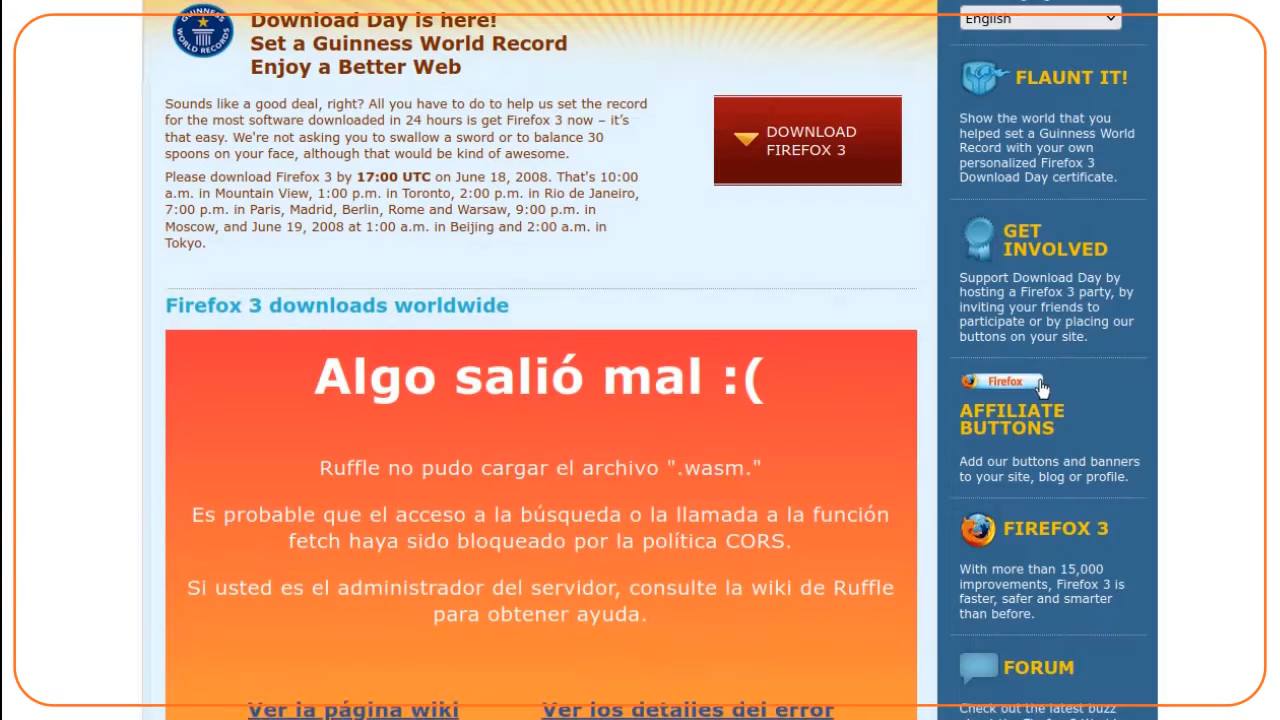 GUINNESS
WORLD RECORDS
Download Day is here!
Set a Guinness World Record
Enjoy a Better Web
Sounds like a good deal, right? All you have to do to help us set the record
for the most software downloaded in 24 hours is get Firefox 3 now – it’s
that easy. We're not asking you to swallow a sword or to balance 30
spoons on your face, although that would be kind of awesome.
Please download Firefox 3 by 17:00 UTC on June 18, 2008. That's 10:00
a.m. in Mountain View, 1:00 p.m. in Toronto, 2:00 p.m. in Rio de Janeiro,
7:00 p.m. in Paris, Madrid, Berlin, Rome and Warsaw, 9:00 p.m. in
Moscow, and June 19, 2008 at 1:00 a.m. in Beijing and 2:00 a.m. in
Tokyo.
DOWNLOAD
FIREFOX 3
Firefox 3 downloads worldwide
Algo salió mal :(
Ruffle no pudo cargar el archivo ".wasm."
Es probable que el acceso a la búsqueda o la llamada a la función
fetch haya sido bloqueado por la política CORS.
Si usted es el administrador del servidor, consulte la wiki de Ruffle
para obtener ayuda.
Ver la página wiki
Ver los detalles del error
English
FLAUNT IT!
Show the world that you
helped set a Guinness World
Record with your own
personalized Firefox 3
Download Day certificate.
GET
INVOLVED
Support Download Day by
hosting a Firefox 3 party, by
inviting your friends to
participate or by placing our
buttons on your site.
Firefox
AFFILIATE
BUTTONS
Add our buttons and banners
to your site, blog or profile.
FIREFOX 3
With more than 15,000
improvements, Firefox 3 is
faster, safer and smarter
than before.
FORUM
Check out the latest buzz